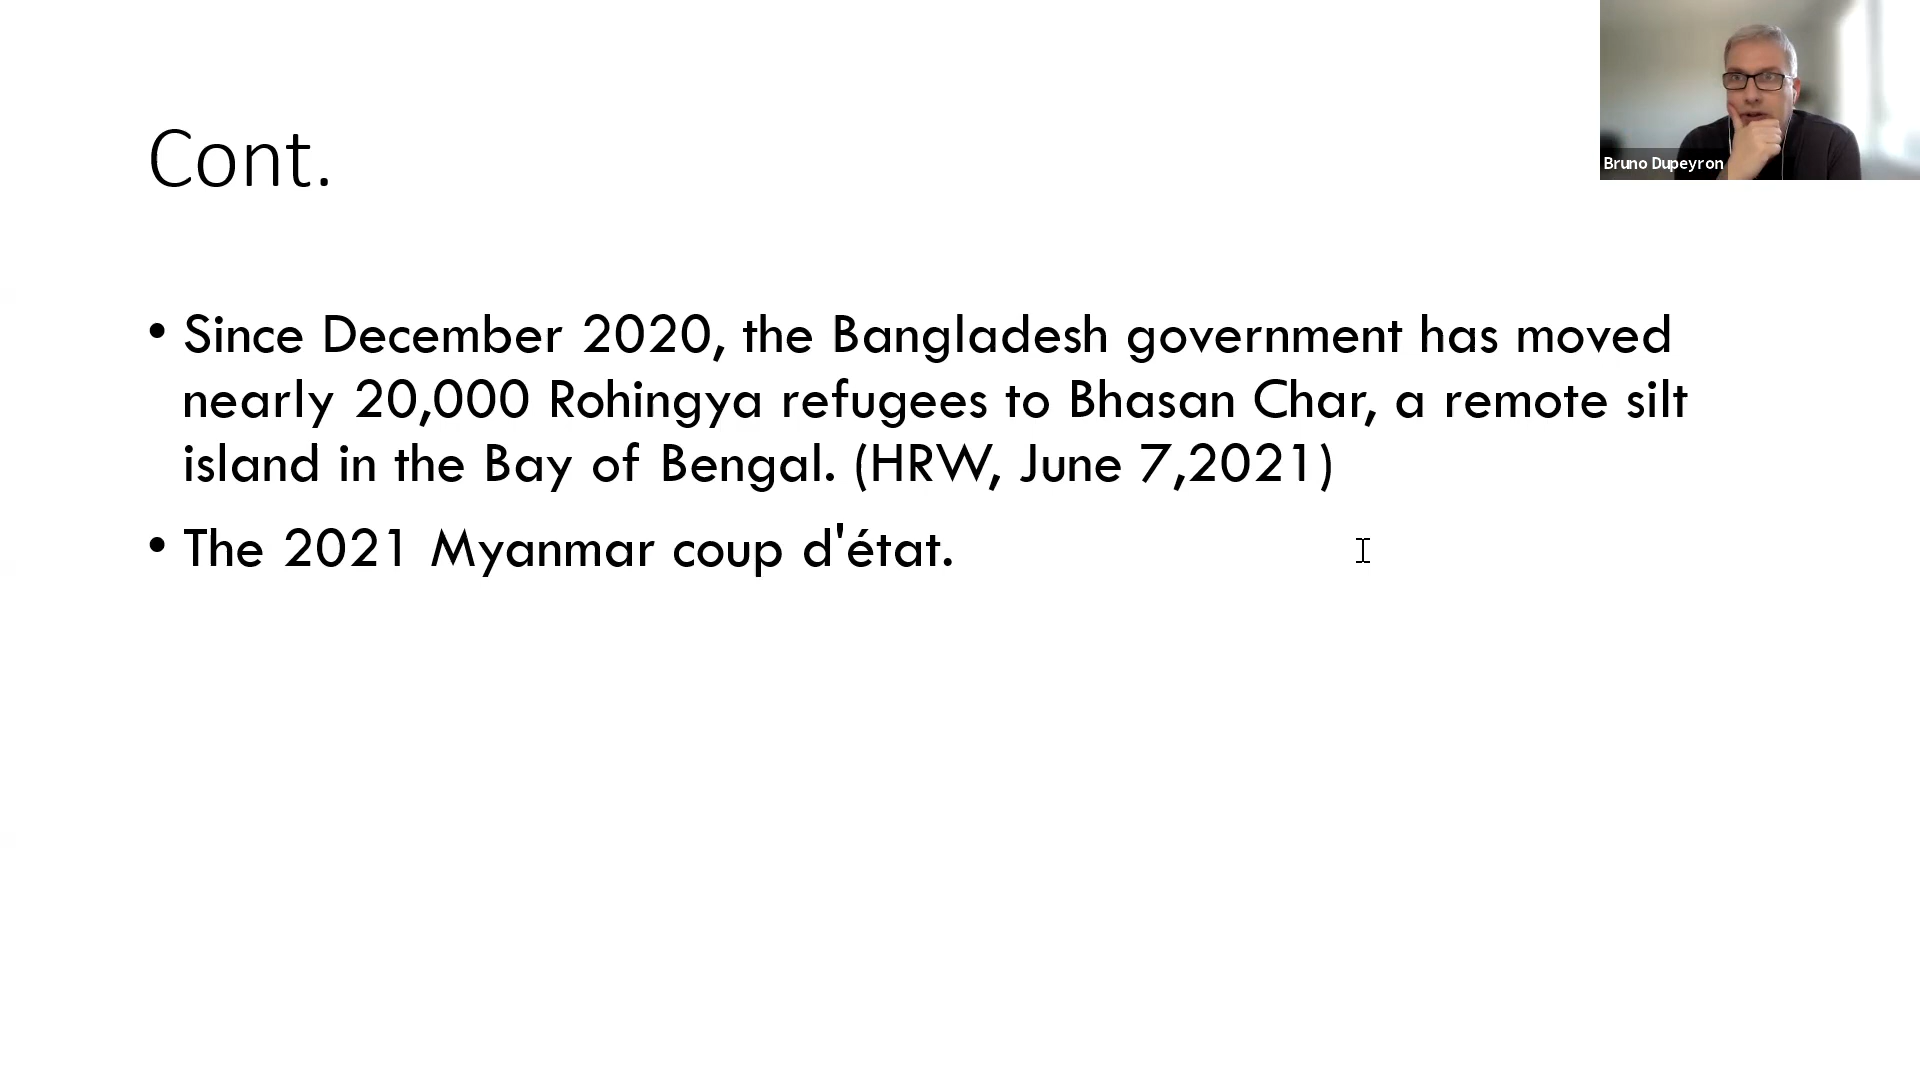 Bruno Dupeyron
Cont.
• Since December 2020, the Bangladesh government has moved
nearly 20,000 Rohingya refugees to Bhasan Char, a remote silt
island in the Bay of Bengal. (HRW, June 7,2021)
• The 2021 Myanmar coup d'état.